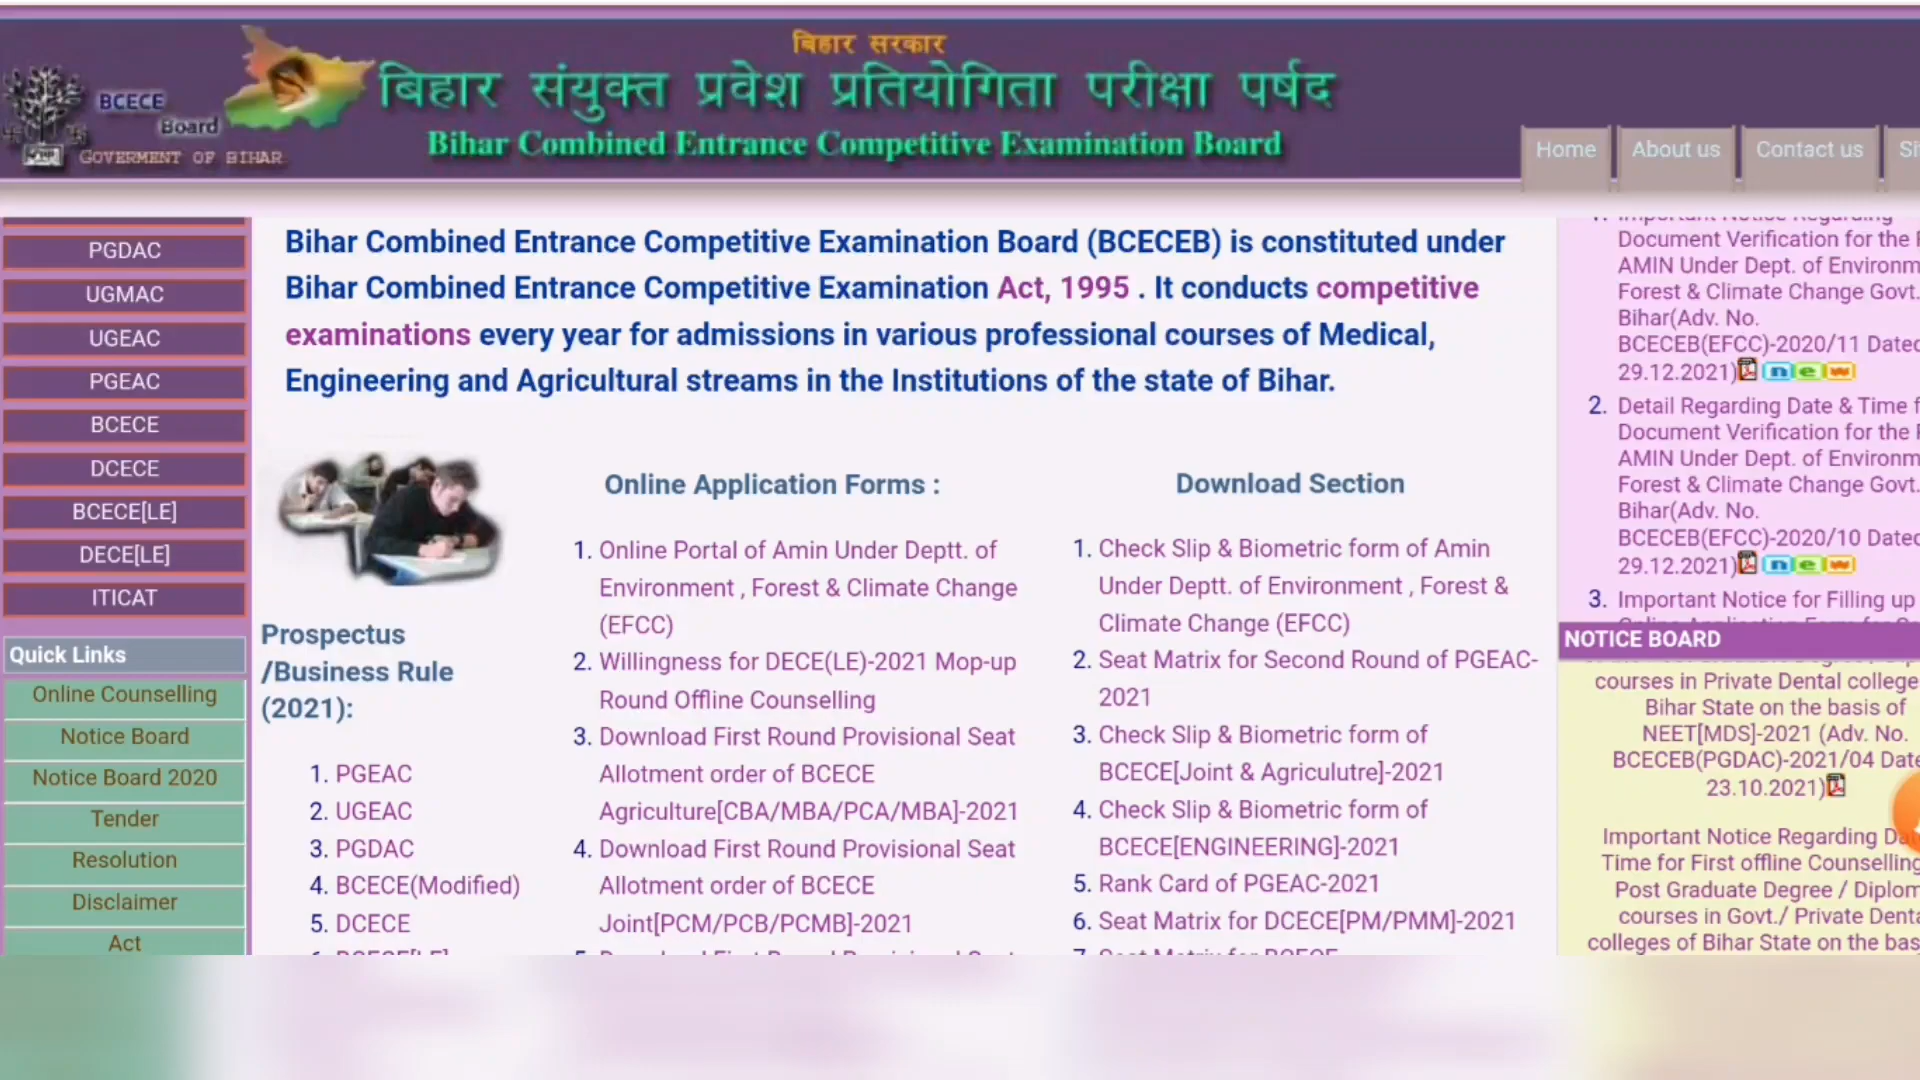 बिहार सरकार
बिहार संयुक्त प्रवेश प्रतियोगिता परीक्षा पर्षद
Bihar Combined Entrance Competitive Examination Board
BCECE
Board
GOVERMENT OF BIHAR
Home
About us
Contact us
PGDAC
UGMAC
UGEAC
PGEAC
BCECE
DCECE
BCECE[LE]
DECE[LE]
ITICAT
Quick Links
Online Counselling
Notice Board
Notice Board 2020
Tender
Resolution
Disclaimer
Act
Bihar Combined Entrance Competitive Examination Board (BCECEB) is constituted under
Bihar Combined Entrance Competitive Examination Act, 1995 . It conducts competitive
examinations every year for admissions in various professional courses of Medical,
Engineering and Agricultural streams in the Institutions of the state of Bihar.
Prospectus
/Business Rule
(2021):
1. PGEAC
2. UGEAC
3. PGDAC
4. BCECE(Modified)
5. DCECE
Online Application Forms :
1. Online Portal of Amin Under Deptt. of
Environment , Forest & Climate Change
(EFCC)
2. Willingness for DECE(LE)-2021 Mop-up
Round Offline Counselling
3. Download First Round Provisional Seat
Allotment order of BCECE
Agriculture[CBA/MBA/PCA/MBA]-2021
4. Download First Round Provisional Seat
Allotment order of BCECE
Joint[PCM/PCB/PCMB]-2021
Download Section
1. Check Slip & Biometric form of Amin
Under Deptt. of Environment , Forest &
Climate Change (EFCC)
2. Seat Matrix for Second Round of PGEAC-
2021
3. Check Slip & Biometric form of
BCECE[Joint & Agriculutre]-2021
4. Check Slip & Biometric form of
BCECE[ENGINEERING]-2021
5. Rank Card of PGEAC-2021
6. Seat Matrix for DCECE[PM/PMM]-2021
Important Notice Regarding
Document Verification for the
AMIN Under Dept. of
Forest & Climate Change Govt.
Bihar(Adv. No.
BCECEB(EFCC)-2020/11
29.12.2021) new
2. Detail Regarding Date & Time
Document Verification for the
AMIN Under Dept. of
Forest & Climate Change Govt.
Bihar(Adv. No.
BCECEB(EFCC)-2020/10
29.12.2021) new
3. Important Notice for Filling up
NOTICE BOARD
courses in Private Dental
Bihar State on the basis of
NEET[MDS]-2021 (Adv. No.
BCECEB(PGDAC)-2021/04
23.10.2021)
Important Notice Regarding
Time for First offline
Post Graduate Degree /
courses in Govt./ Private
colleges of Bihar State on the